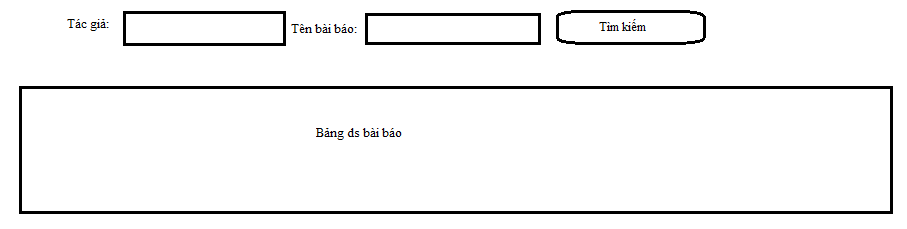 Tác giả:
Tên bài báo:
Tìm kiếm
Bảng ds bài báo